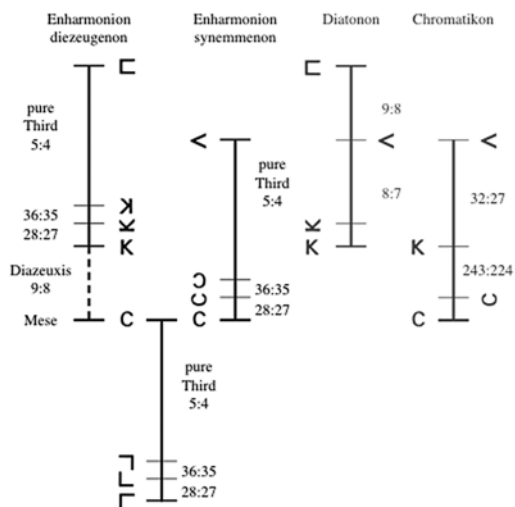 Enharmonion
diezeugenon
Enharmonion
synemmenon
Diatonon
Chromatikon
pure
Third
5:4
36:35
28:27
K
Diazeuxis
9:8
Mese
C
pure
Third
5:4
36:35
28:27
<
pure
Third
5:4
Ɔ
C
C
36:35
28:27
9:8
<
8:7
K
<
32:27
K
243:224
C